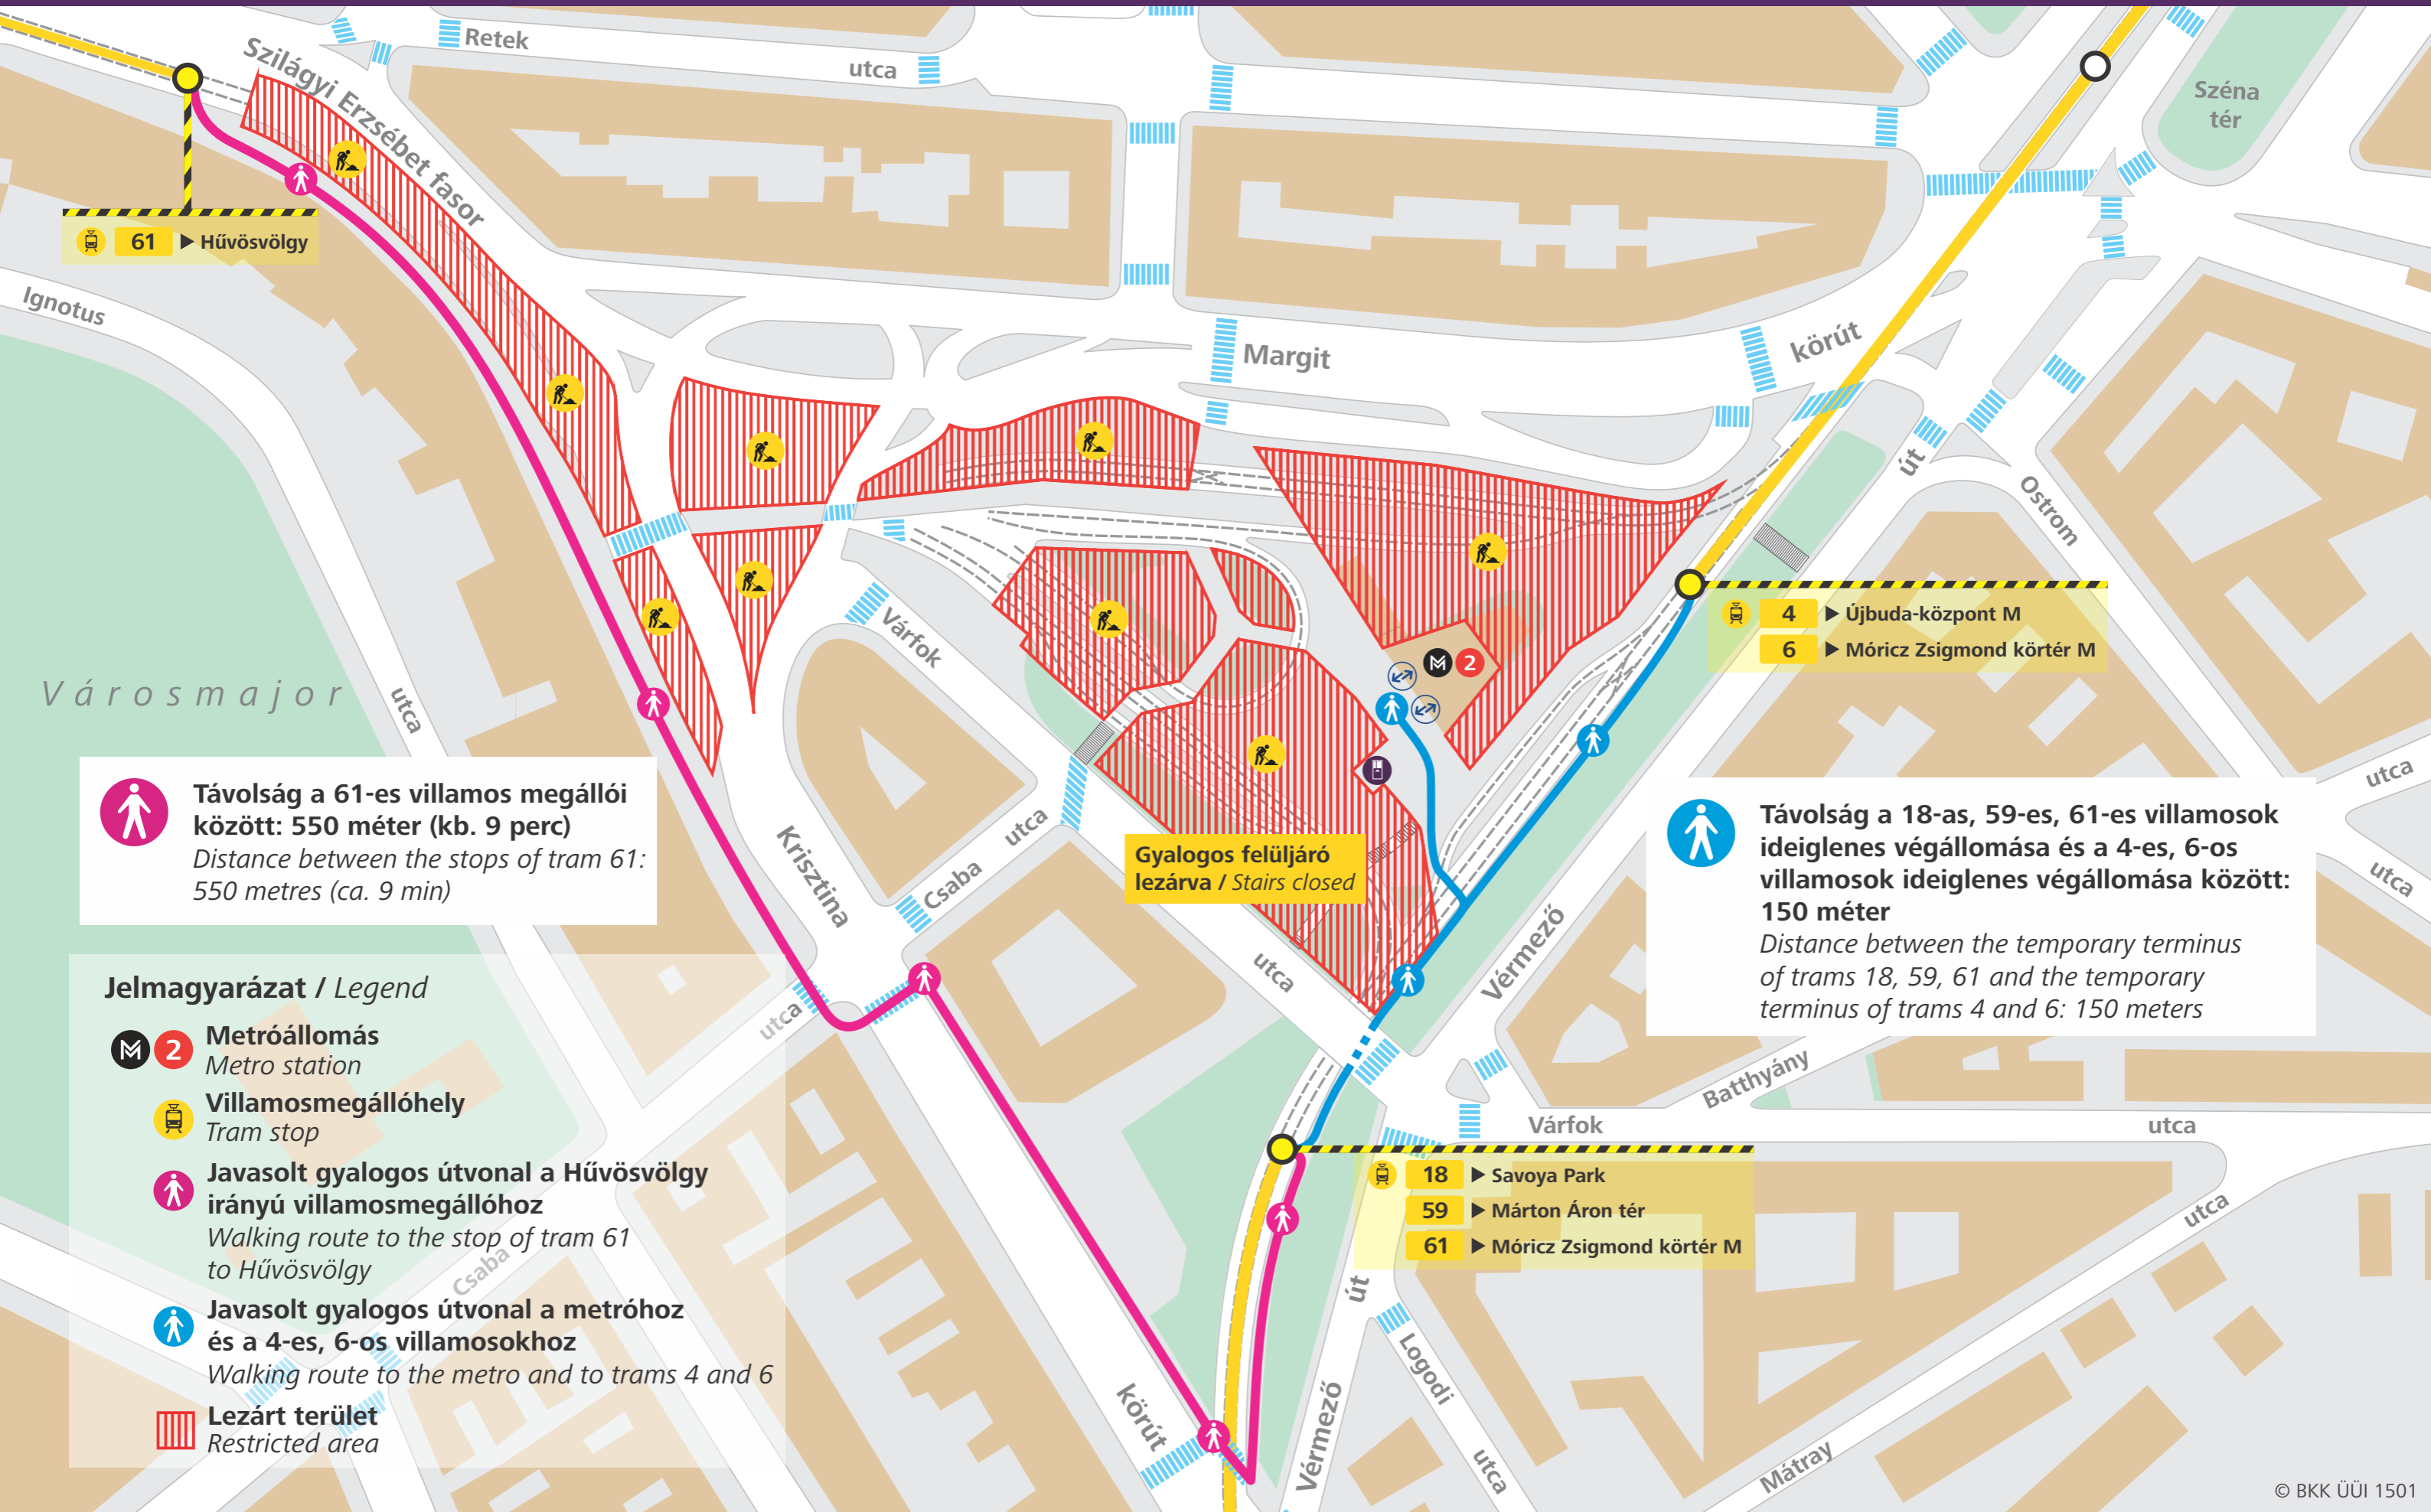 Retek
utca
Szilágyi Erzsébet fasor
Széna
tér
61 Hűvösvölgy
Ignotus
utca
Margit
körút
út
Ostrom
Várfok
4 Újbuda-központ M
6 Móricz Zsigmond körtér M
M 2
Városmajor
Távolság a 61-es villamos megállói
között: 550 méter (kb. 9 perc)
Distance between the stops of tram 61:
550 metres (ca. 9 min)
Krisztina
Csaba
utca
Gyalogos felüljáró
lezárva / Stairs closed
utca
Vérmező
utca
utca
Távolság a 18-as, 59-es, 61-es villamosok
ideiglenes végállomása és a 4-es, 6-os
villamosok ideiglenes végállomása között:
150 méter
Distance between the temporary terminus
of trams 18, 59, 61 and the temporary
terminus of trams 4 and 6: 150 meters
utca
Batthyány
Várfok
utca
18 Savoya Park
59 Márton Áron tér
61 Móricz Zsigmond körtér M
utca
út
Logodi
utca
Vérmező
körút
Mátray
Csaba
Jelmagyarázat / Legend
M 2 Metróállomás
Metro station
Villamosmegállóhely
Tram stop
Javasolt gyalogos útvonal a Hűvösvölgy
irányú villamosmegállóhoz
Walking route to the stop of tram 61
to Hűvösvölgy
Javasolt gyalogos útvonal a metróhoz
és a 4-es, 6-os villamosokhoz
Walking route to the metro and to trams 4 and 6
Lezárt terület
Restricted area
© BKK ÜÜI 1501